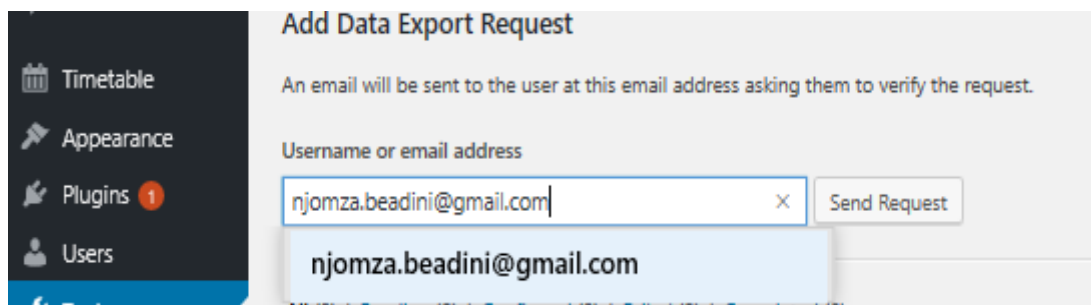 Add Data Export Request
Timetable
An email will be sent to the user at this email address asking them to verify the request.
Appearance
Username or email address
Plugins 1
njomza.beadini@gmail.com
Send Request
Users
njomza.beadini@gmail.com